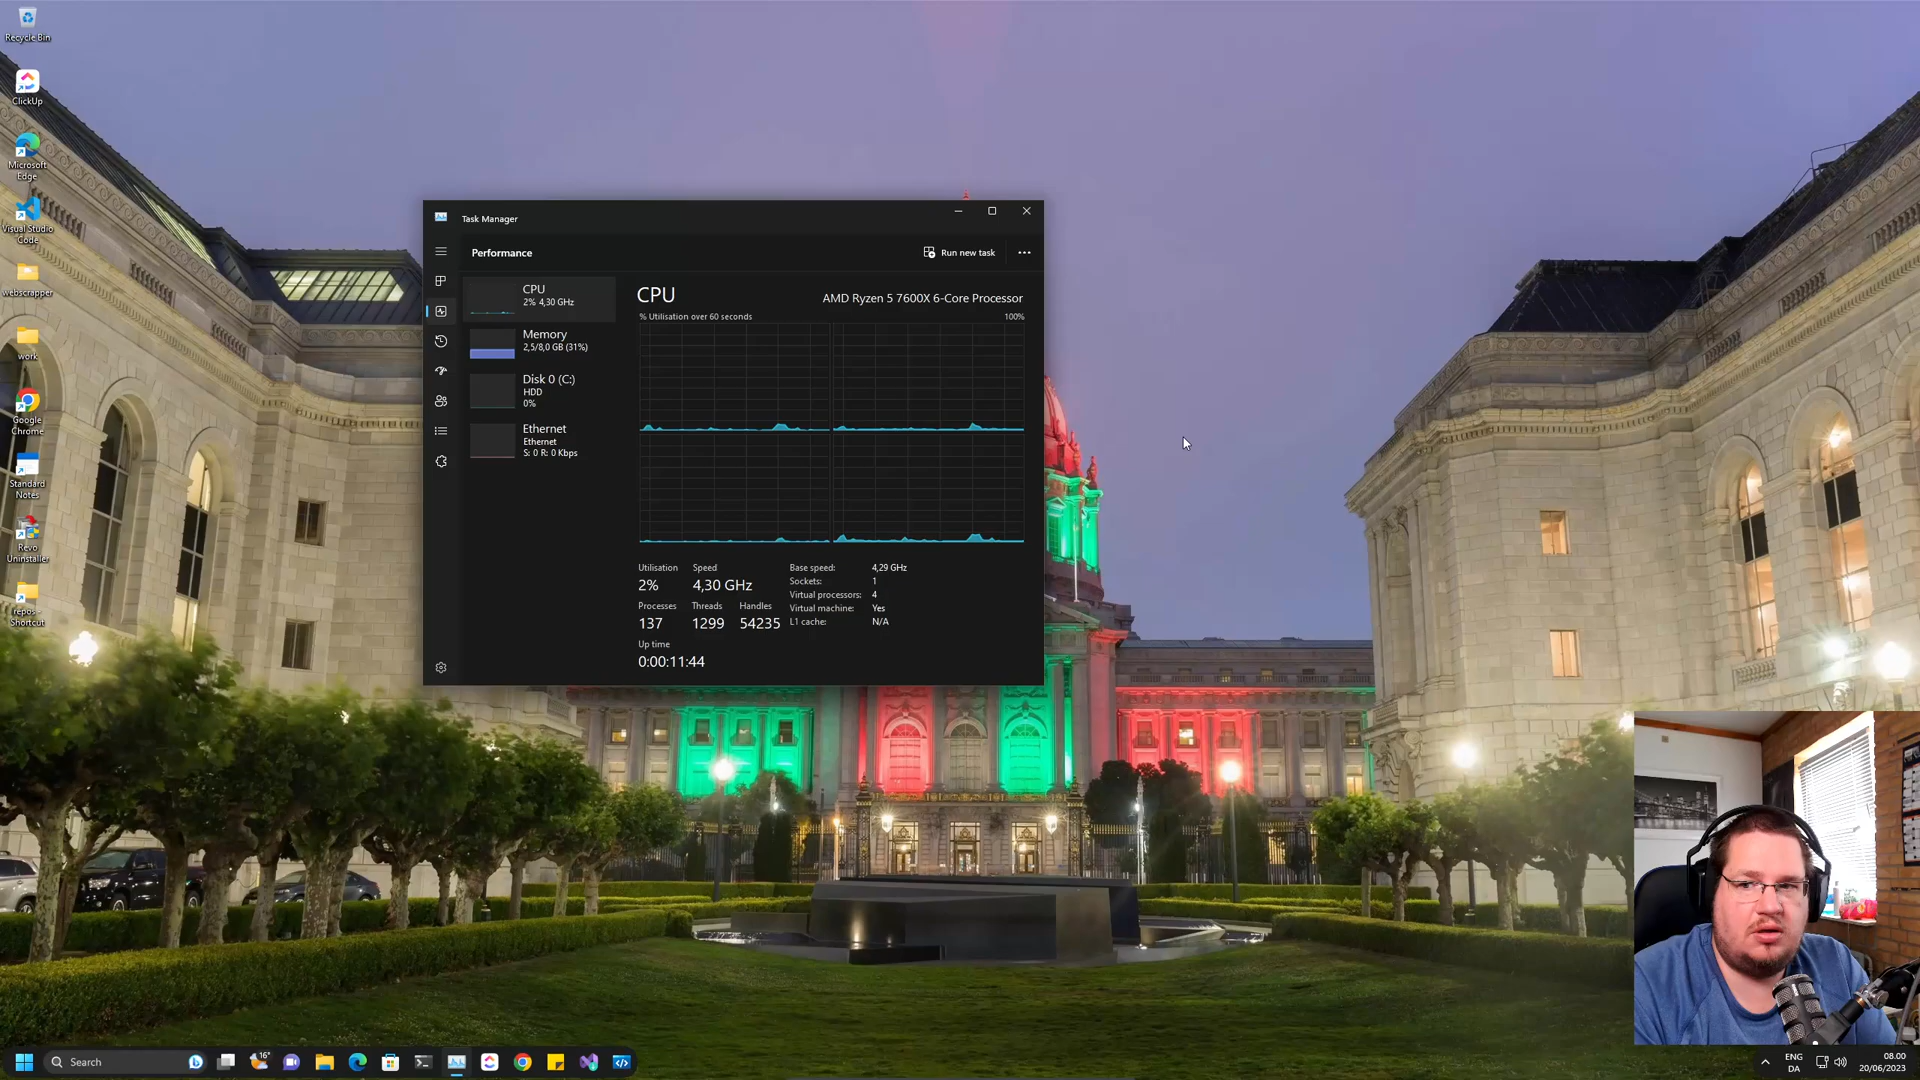 Recycle Bin
ClickUp
Microsoft
Edge
Visual Studio
Code
webscrapper
work
Google
Chrome
Standard
Notes
Revo
Uninstaller
repos -
Shortcut
Task Manager
Performance
Run new task
CPU
2% 4,30 GHz
Memory
2,5/8,0 GB (31%)
Disk 0 (C:)
HDD
0%
Ethernet
Ethernet
S: 0 R: 0 Kbps
CPU
AMD Ryzen 5 7600X 6-Core Processor
% Utilisation over 60 seconds
100%
Utilisation
Speed
2%
4,30 GHz
Processes
Threads
Handles
137
1299
54235
Up time
0:00:11:44
Base speed:
4,29 GHz
Sockets:
1
Virtual processors:
4
Virtual machine:
Yes
L1 cache:
N/A
Search
16°
ENG
DA
08.00
20/06/2023